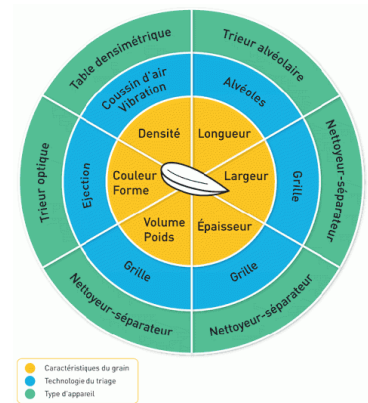 Table densimétrique
Trieur alvéolaire
Coussin d'air
Vibration
Alvéoles
Densité
Longueur
Trieur optique
Ejection
Couleur
Forme
Largeur
Grille
Nettoyeur-séparateur
Volume
Poids
Épaisseur
Grille
Grille
Nettoyeur-séparateur
Nettoyeur-séparateur
Caractéristiques du grain
Technologie du triage
Type d'appareil